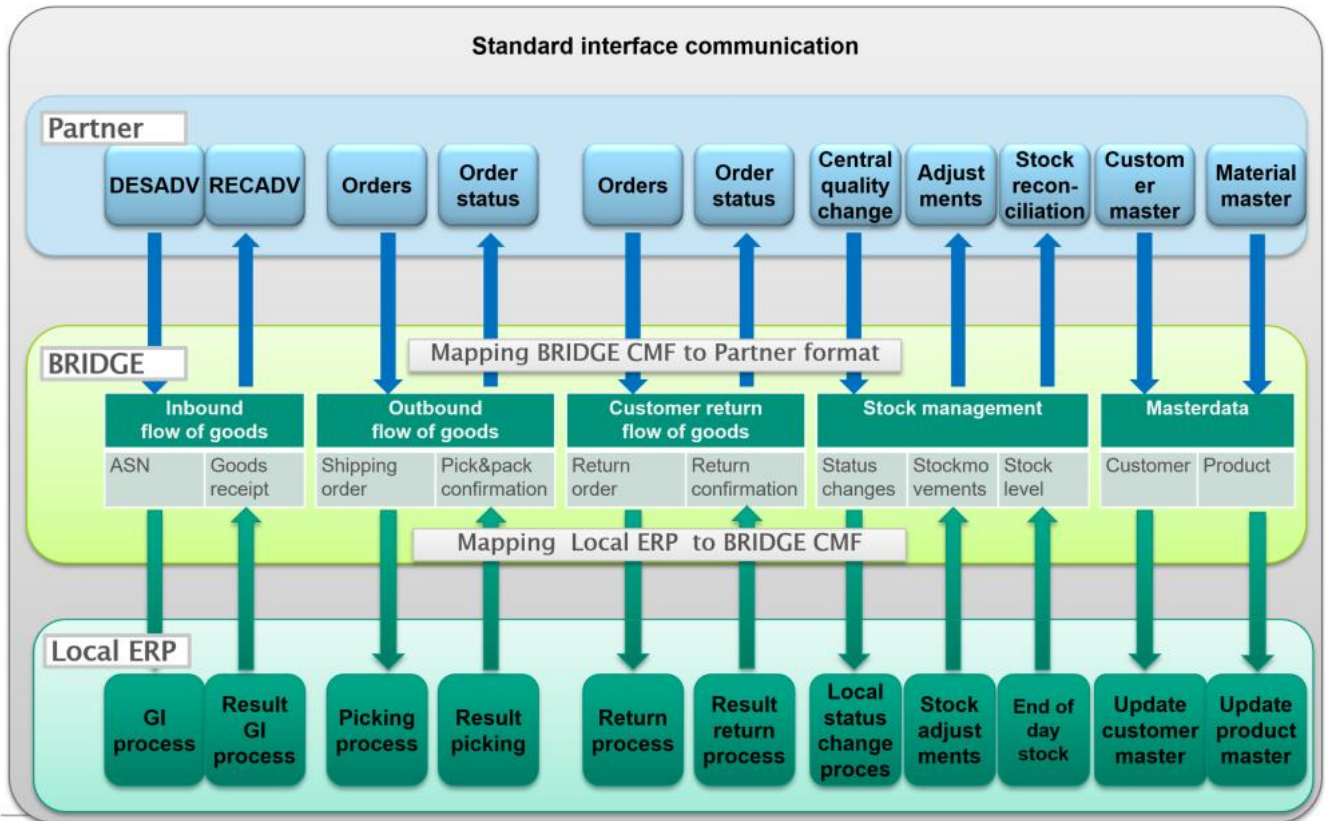 Standard interface communication
Partner
DESADV
RECADV
Orders
Order
status
Orders
Order
status
Central
quality
change
Adjust
ments
Stock
recon-
ciliation
Custom
er
master
Material
master
BRIDGE
Mapping BRIDGE CMF to Partner format
Inbound
flow of goods
Outbound
flow of goods
Customer return
flow of goods
Stock management
Masterdata
ASN
Goods
receipt
Shipping
order
Pick&pack
confirmation
Return
order
Return
confirmation
Status
changes
Stockmo
vements
Stock
level
Customer
Product
Mapping Local ERP to BRIDGE CMF
Local ERP
GI
process
Result
GI
process
Picking
process
Result
picking
Return
process
Result
return
process
Local
status
change
proces
Stock
adjust
ments
End of
day
stock
Update
customer
master
Update
product
master